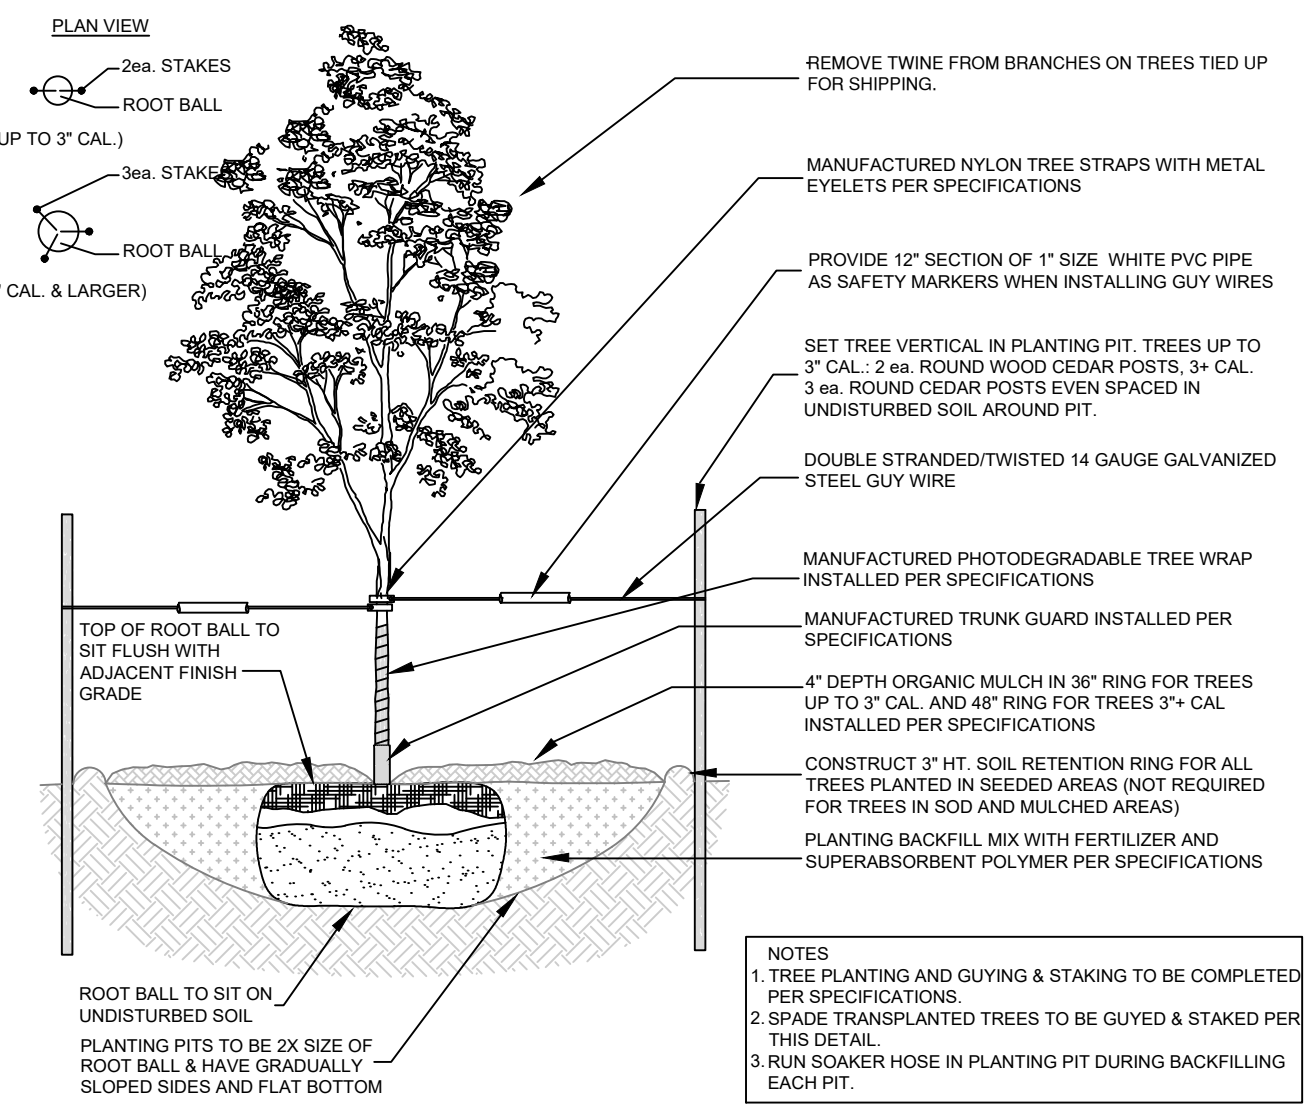 PLAN VIEW
2ea. STAKES
ROOT BALL
UP TO 3" CAL.)
3ea. STAKE
ROOT BALL
" CAL. & LARGER)
REMOVE TWINE FROM BRANCHES ON TREES TIED UP
FOR SHIPPING.
MANUFACTURED NYLON TREE STRAPS WITH METAL
EYELETS PER SPECIFICATIONS
PROVIDE 12" SECTION OF 1" SIZE WHITE PVC PIPE
AS SAFETY MARKERS WHEN INSTALLING GUY WIRES
SET TREE VERTICAL IN PLANTING PIT. TREES UP TO
3" CAL.: 2 ea. ROUND WOOD CEDAR POSTS, 3+ CAL.
3 ea. ROUND CEDAR POSTS EVEN SPACED IN
UNDISTURBED SOIL AROUND PIT.
DOUBLE STRANDED/TWISTED 14 GAUGE GALVANIZED
STEEL GUY WIRE
MANUFACTURED PHOTODEGRADABLE TREE WRAP
INSTALLED PER SPECIFICATIONS
MANUFACTURED TRUNK GUARD INSTALLED PER
SPECIFICATIONS
4" DEPTH ORGANIC MULCH IN 36" RING FOR TREES
UP TO 3" CAL. AND 48" RING FOR TREES 3"+ CAL
INSTALLED PER SPECIFICATIONS
CONSTRUCT 3" HT. SOIL RETENTION RING FOR ALL
TREES PLANTED IN SEEDED AREAS (NOT REQUIRED
FOR TREES IN SOD AND MULCHED AREAS)
PLANTING BACKFILL MIX WITH FERTILIZER AND
SUPERABSORBENT POLYMER PER SPECIFICATIONS
TOP OF ROOT BALL TO
SIT FLUSH WITH
ADJACENT FINISH
GRADE
ROOT BALL TO SIT ON
UNDISTURBED SOIL
PLANTING PITS TO BE 2X SIZE OF
ROOT BALL & HAVE GRADUALLY
SLOPED SIDES AND FLAT BOTTOM
NOTES
1. TREE PLANTING AND GUYING & STAKING TO BE COMPLETED
PER SPECIFICATIONS.
2. SPADE TRANSPLANTED TREES TO BE GUYED & STAKED PER
THIS DETAIL.
3. RUN SOAKER HOSE IN PLANTING PIT DURING BACKFILLING
EACH PIT.